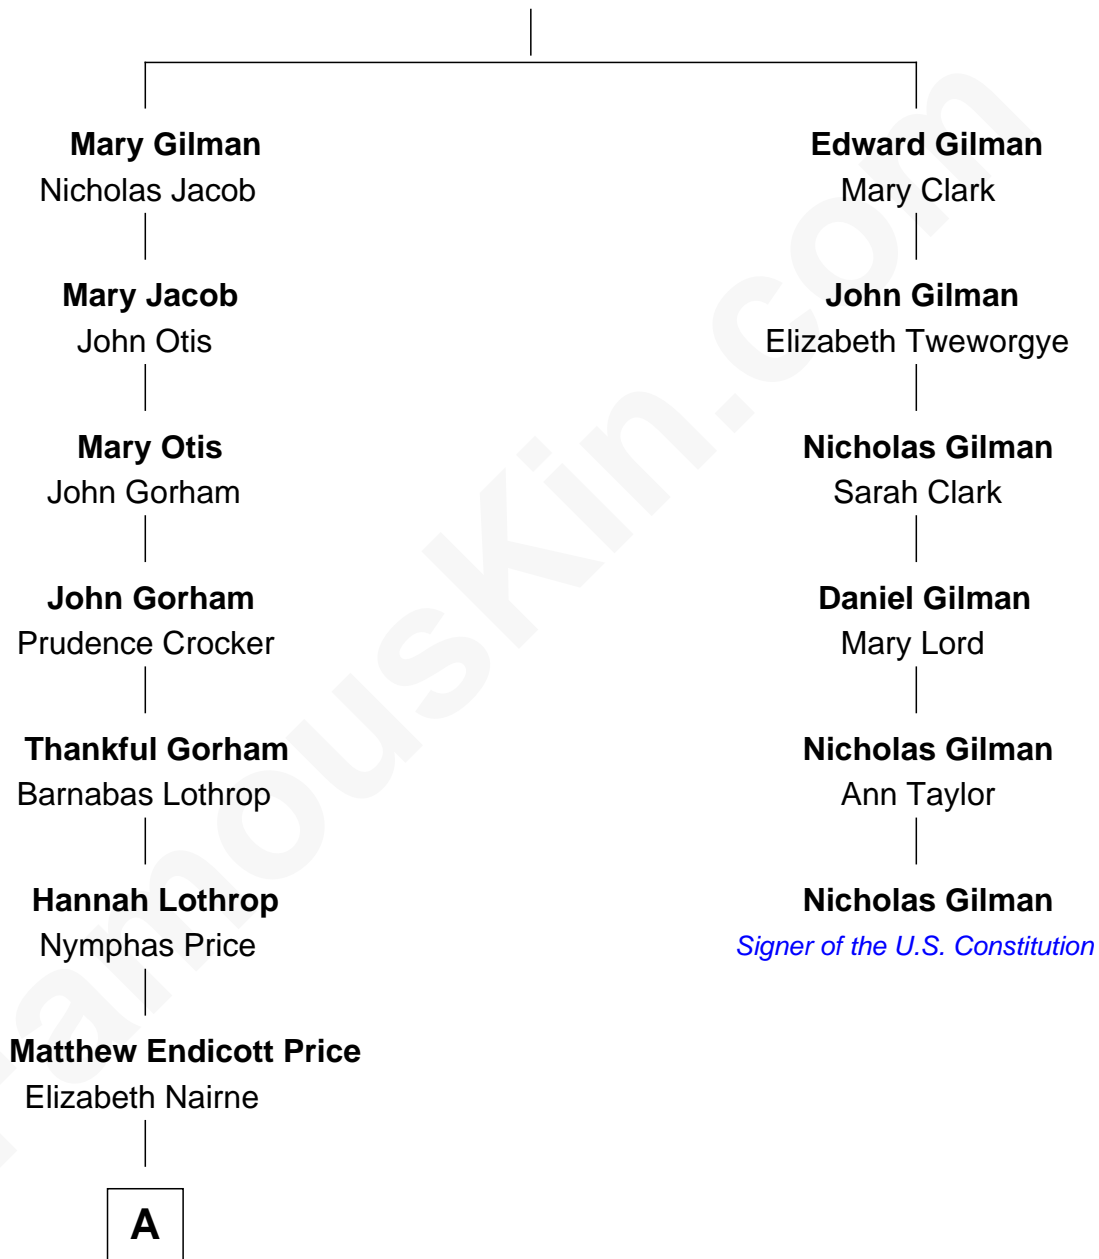 Mary Gilman
Nicholas Jacob
Mary Jacob
John Otis
Mary Otis
John Gorham
John Gorham
Prudence Crocker
Thankful Gorham
Barnabas Lothrop
Hannah Lothrop
Nymphas Price
Matthew Endicott Price
Elizabeth Nairne
A
Edward Gilman
Mary Clark
John Gilman
Elizabeth Tweworgye
Nicholas Gilman
Sarah Clark
Daniel Gilman
Mary Lord
Nicholas Gilman
Ann Taylor
Nicholas Gilman
Signer of the U.S. Constitution
FamousKin.com